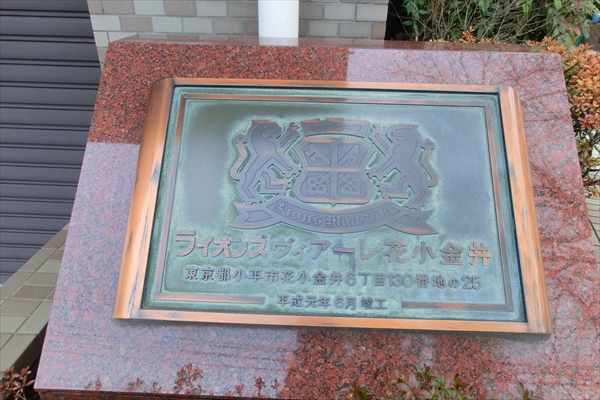 Lions Mansion
ライオンズヴィアーレ花小金井
東京都小平市花小金井6丁目130番地の25
平成元年6月竣工